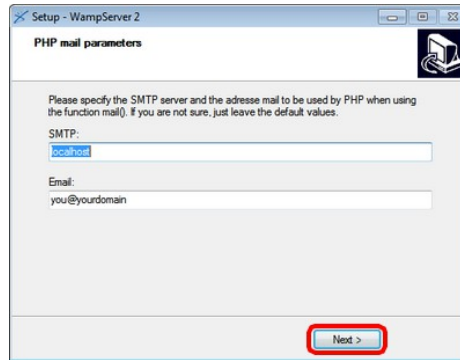 Setup - WampServer 2
PHP mail parameters
Please specify the SMTP server and the adresse mail to be used by PHP when using
the function mail(). If you are not sure, just leave the default values.
SMTP:
localhost
Email:
you@yourdomain
Next >